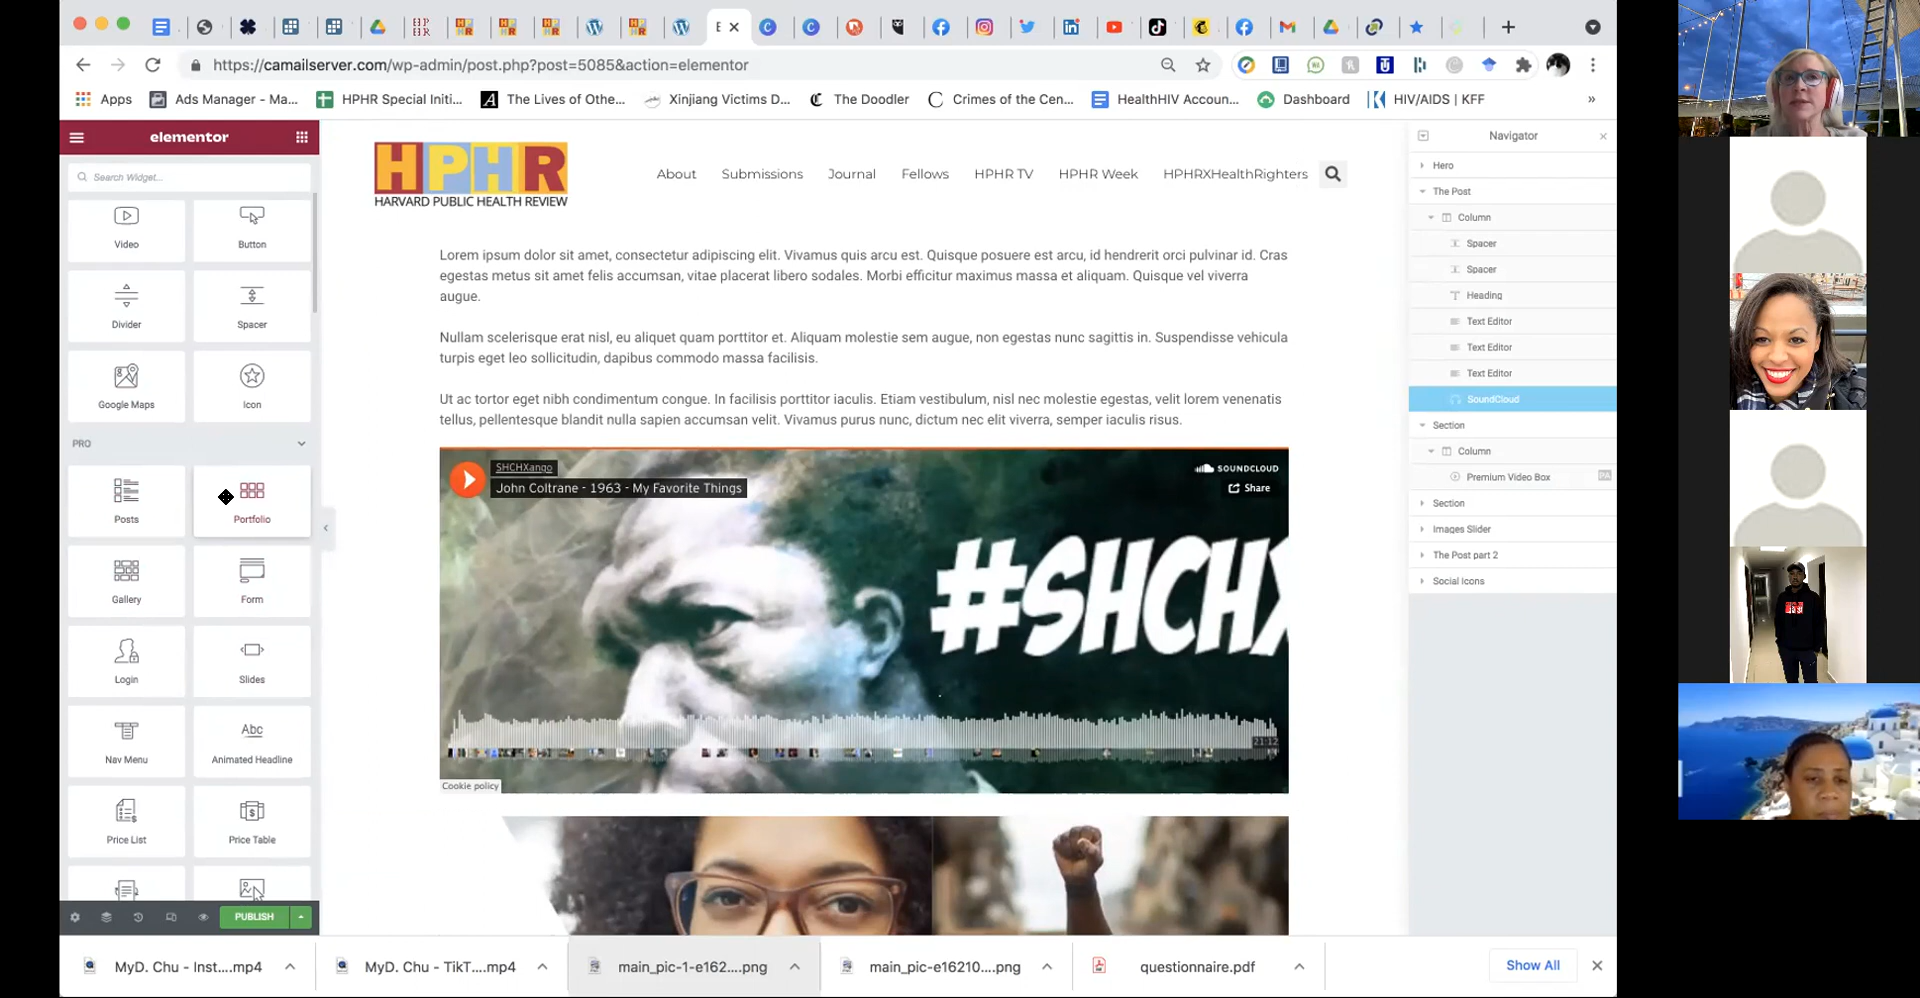 E
https://camailserver.com/wp-admin/post.php?post=5085&action=elementor
Apps
Ads Manager - Ma...
HPHR Special Initi...
The Lives of Othe...
Xinjiang Victims D...
The Doodler
Crimes of the Cen...
HealthHIV Accoun...
Dashboard
HIV/AIDS | KFF
»
elementor
Search Widget...
Video
Button
Divider
Spacer
Google Maps
Icon
PRO
Posts
Portfolio
Gallery
Form
Login
Slides
Nav Menu
Abc
Animated Headline
Price List
Price Table
PUBLISH
HPHR
HARVARD PUBLIC HEALTH REVIEW
About
Submissions
Journal
Fellows
HPHR TV
HPHR Week
HPHRXHealthRighters
Lorem ipsum dolor sit amet, consectetur adipiscing elit. Vivamus quis arcu est. Quisque posuere est arcu, id hendrerit orci pulvinar id. Cras
egestas metus sit amet felis accumsan, vitae placerat libero sodales. Morbi efficitur maximus massa et aliquam. Quisque vel viverra
augue.
Nullam scelerisque erat nisl, eu aliquet quam porttitor et. Aliquam molestie sem augue, non egestas nunc sagittis in. Suspendisse vehicula
turpis eget leo sollicitudin, dapibus commodo massa facilisis.
Ut ac tortor eget nibh condimentum congue. In facilisis porttitor iaculis. Etiam vestibulum, nisl nec molestie egestas, velit lorem venenatis
tellus, pellentesque blandit nulla sapien accumsan velit. Vivamus purus nunc, dictum nec elit viverra, semper iaculis risus.
SHCHXango
John Coltrane - 1963 - My Favorite Things
SOUNDCLOUD
Share
#SHCHX
21:12
Cookie policy
Navigator
Hero
The Post
Column
Spacer
Spacer
Heading
Text Editor
Text Editor
Text Editor
SoundCloud
Section
Column
Premium Video Box
Section
Images Slider
The Post part 2
Social Icons
MyD. Chu - Inst....mp4
MyD. Chu - TikT....mp4
main_pic-1-e162....png
main_pic-e16210....png
questionnaire.pdf
Show All